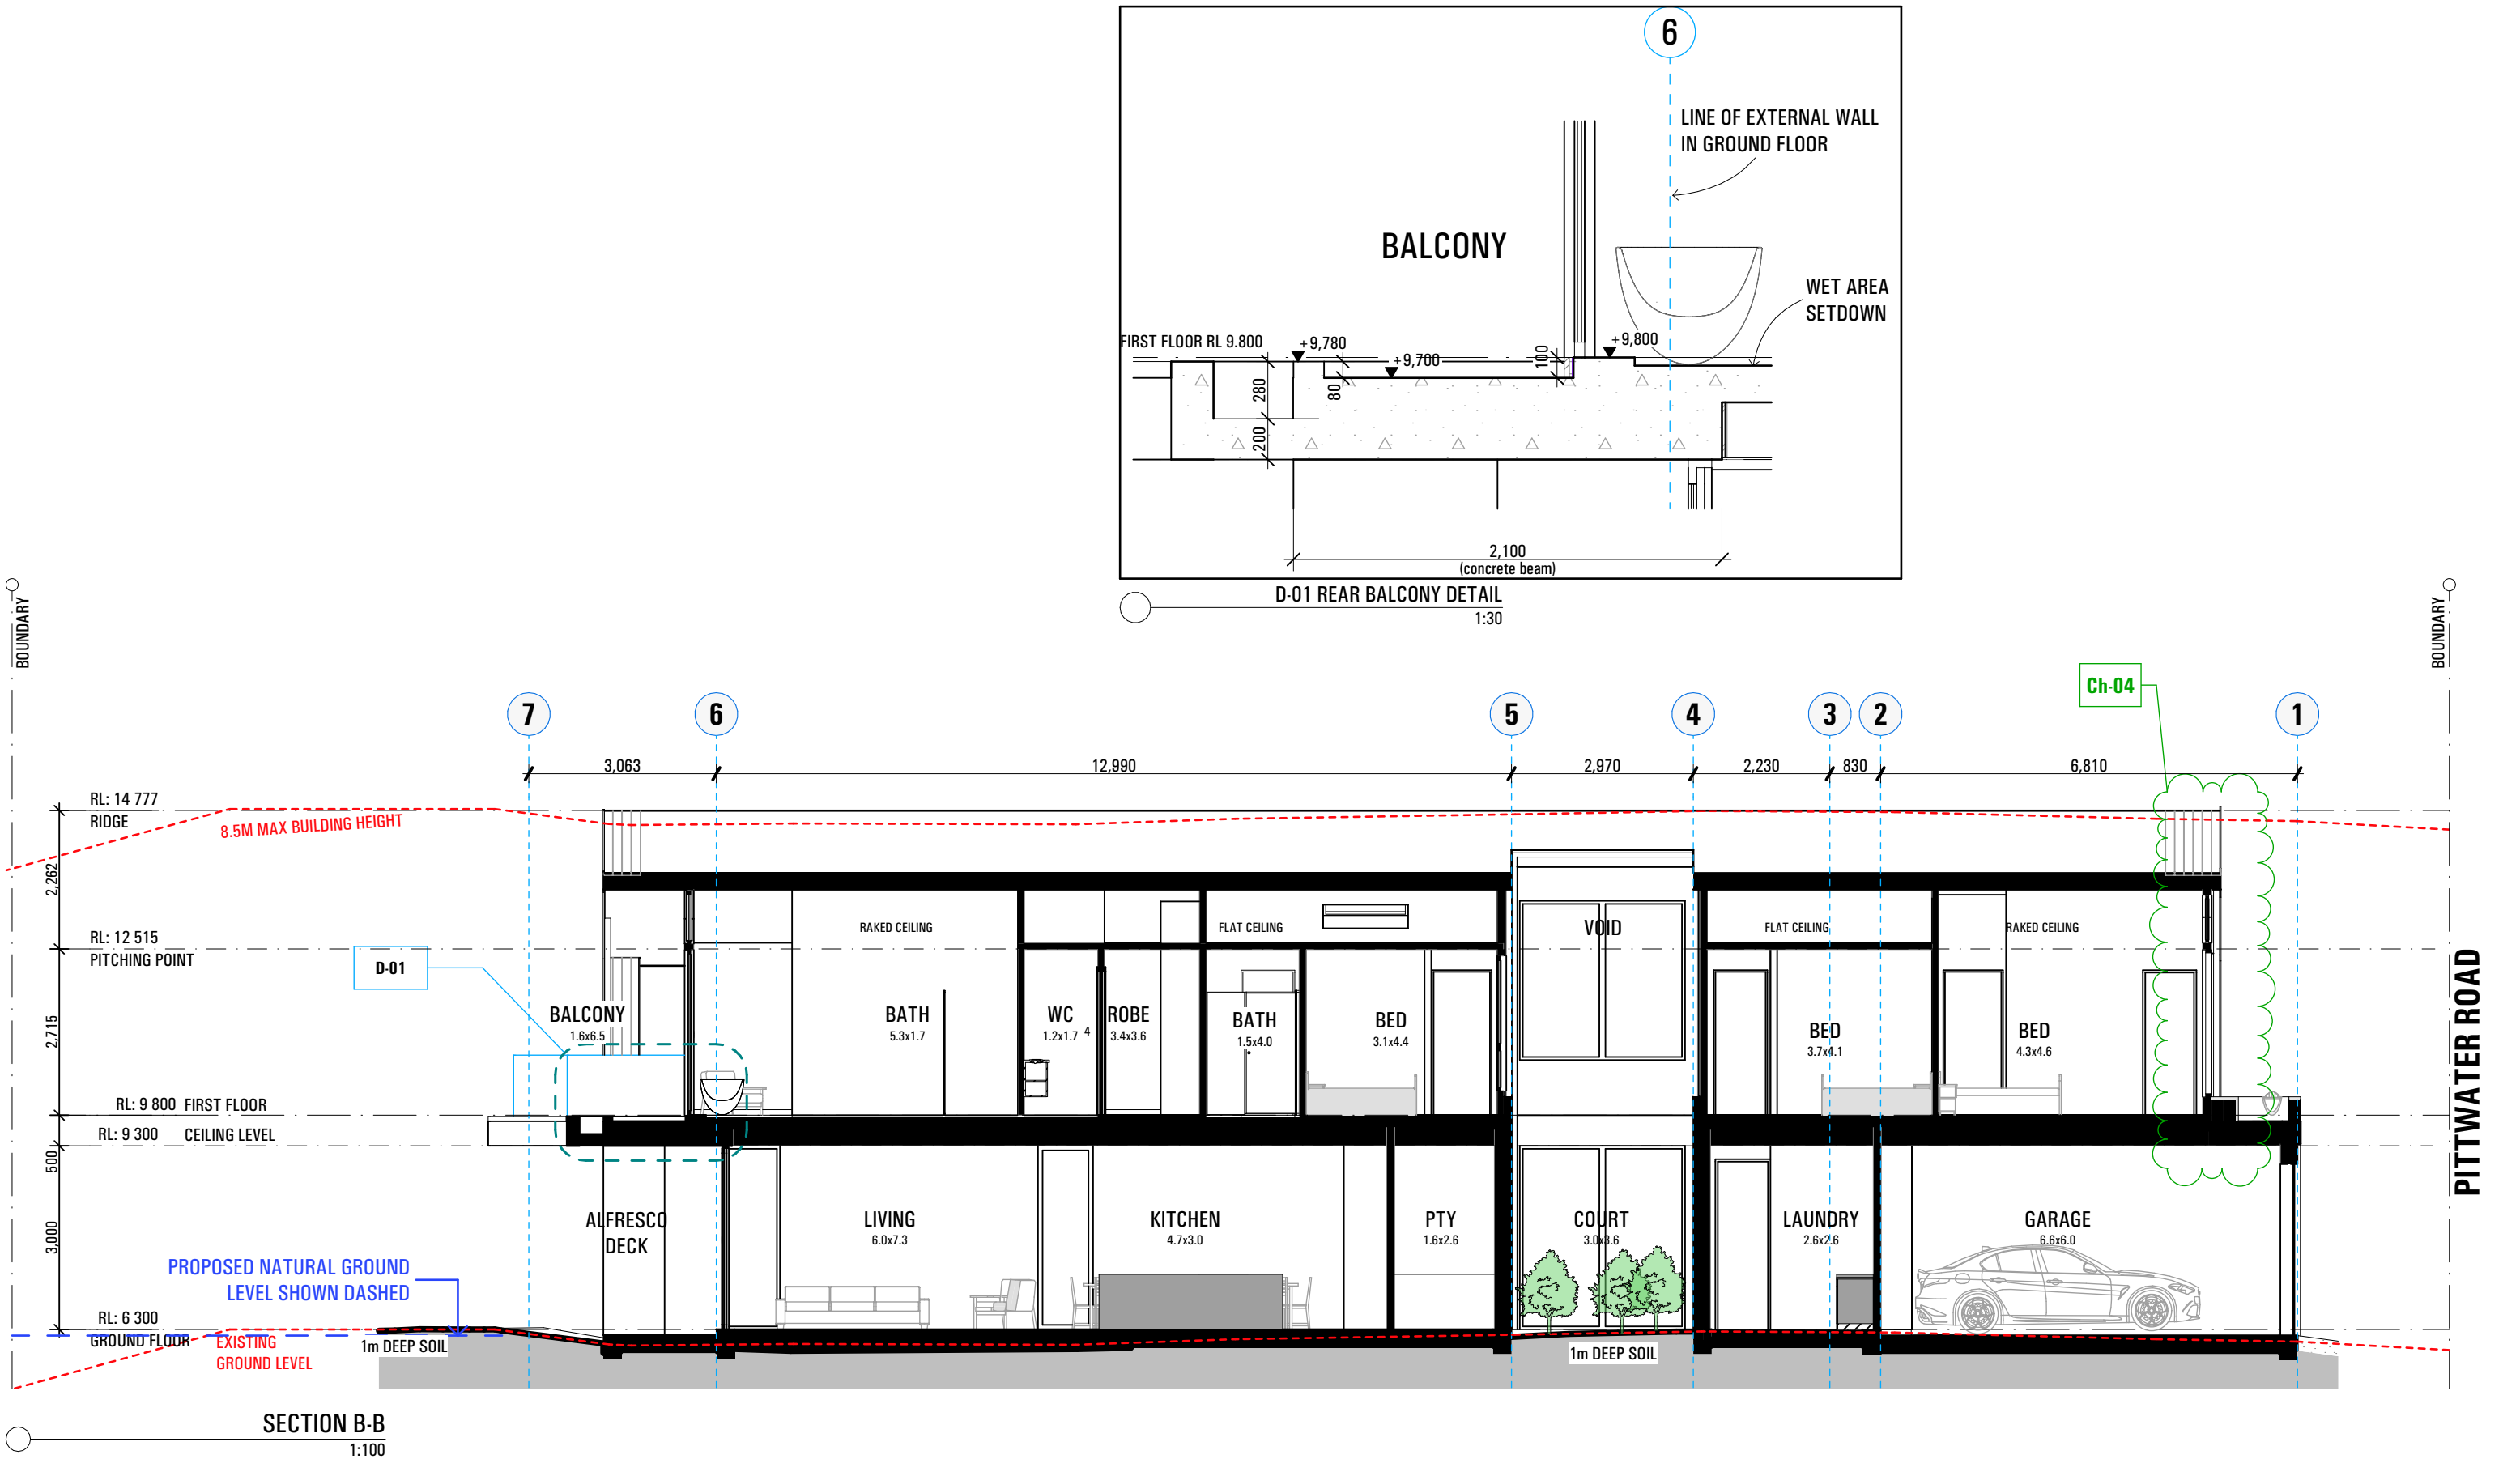 6
LINE OF EXTERNAL WALL
IN GROUND FLOOR
BALCONY
WET AREA
SETDOWN
FIRST FLOOR RL 9.800
+9,780
+9,700
+9,800
100
280
80
200
2,100
(concrete beam)
D-01 REAR BALCONY DETAIL
1:30
BOUNDARY
BOUNDARY
Ch-04
7
6
5
4
3
2
1
3,063
12,990
2,970
2,230
830
6,810
RL: 14 777
RIDGE
8.5M MAX BUILDING HEIGHT
2,262
RL: 12 515
PITCHING POINT
RAKED CEILING
FLAT CEILING
VOID
FLAT CEILING
RAKED CEILING
D-01
2,715
BALCONY
1.6x6.5
BATH
5.3x1.7
WC
1.2x1.7
4
ROBE
3.4x3.6
BATH
1.5x4.0
BED
3.1x4.4
BED
3.7x4.1
BED
4.3x4.6
PITTWATER ROAD
RL: 9 800 FIRST FLOOR
RL: 9 300 CEILING LEVEL
500
3,000
ALFRESCO
DECK
LIVING
6.0x7.3
KITCHEN
4.7x3.0
PTY
1.6x2.6
COURT
3.0x3.6
LAUNDRY
2.6x2.6
GARAGE
6.6x6.0
PROPOSED NATURAL GROUND
LEVEL SHOWN DASHED
RL: 6 300
GROUND FLOOR
EXISTING
GROUND LEVEL
1m DEEP SOIL
1m DEEP SOIL
SECTION B-B
1:100